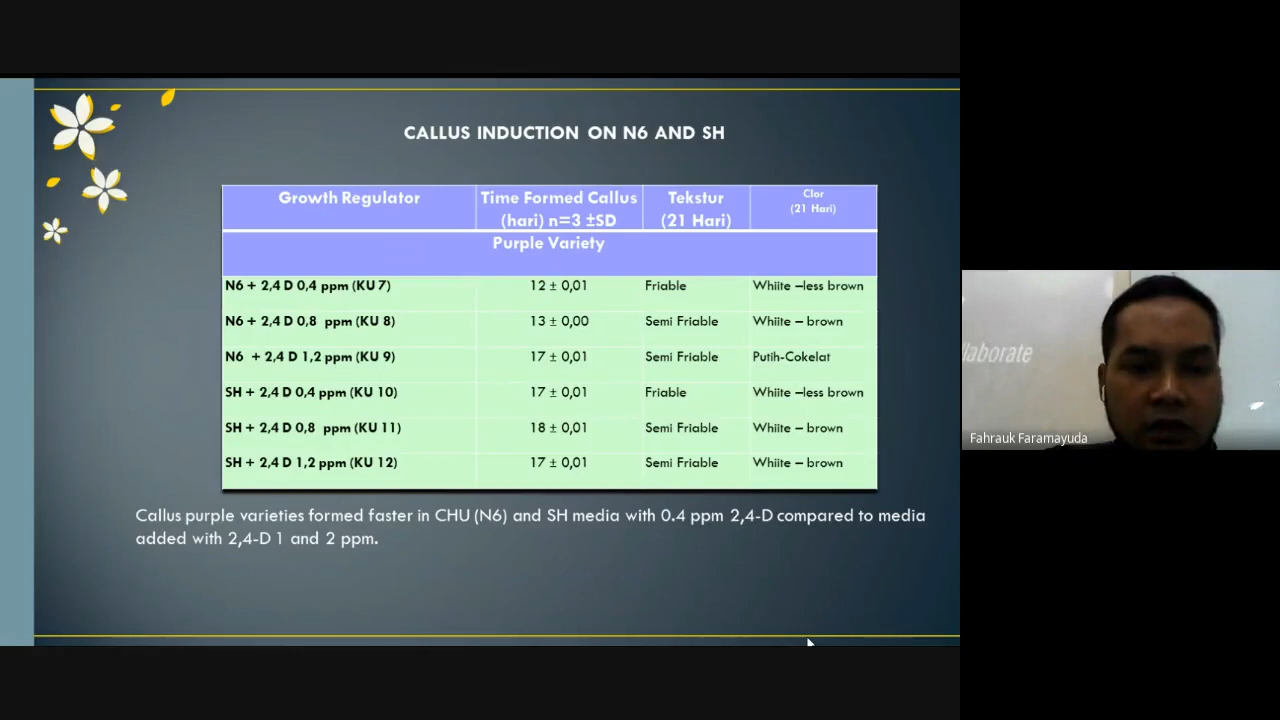 CALLUS INDUCTION ON N6 AND SH
Growth Regulator
Time Formed Callus
(hari) n=3 ±SD
Tekstur
(21 Hari)
Clor
(21 Hari)
Purple Variety
N6 + 2,4 D 0,4 ppm (KU 7) 12 ± 0,01 Friable Whiite –less brown
N6 + 2,4 D 0,8 ppm (KU 8) 13 ± 0,00 Semi Friable Whiite – brown
N6 + 2,4 D 1,2 ppm (KU 9) 17 ± 0,01 Semi Friable Putih-Cokelat
SH + 2,4 D 0,4 ppm (KU 10) 17 ± 0,01 Friable Whiite –less brown
SH + 2,4 D 0,8 ppm (KU 11) 18 ± 0,01 Semi Friable Whiite – brown
SH + 2,4 D 1,2 ppm (KU 12) 17 ± 0,01 Semi Friable Whiite – brown
Callus purple varieties formed faster in CHU (N6) and SH media with 0.4 ppm 2,4-D compared to media
added with 2,4-D 1 and 2 ppm.
laborate
Fahrauk Faramayuda